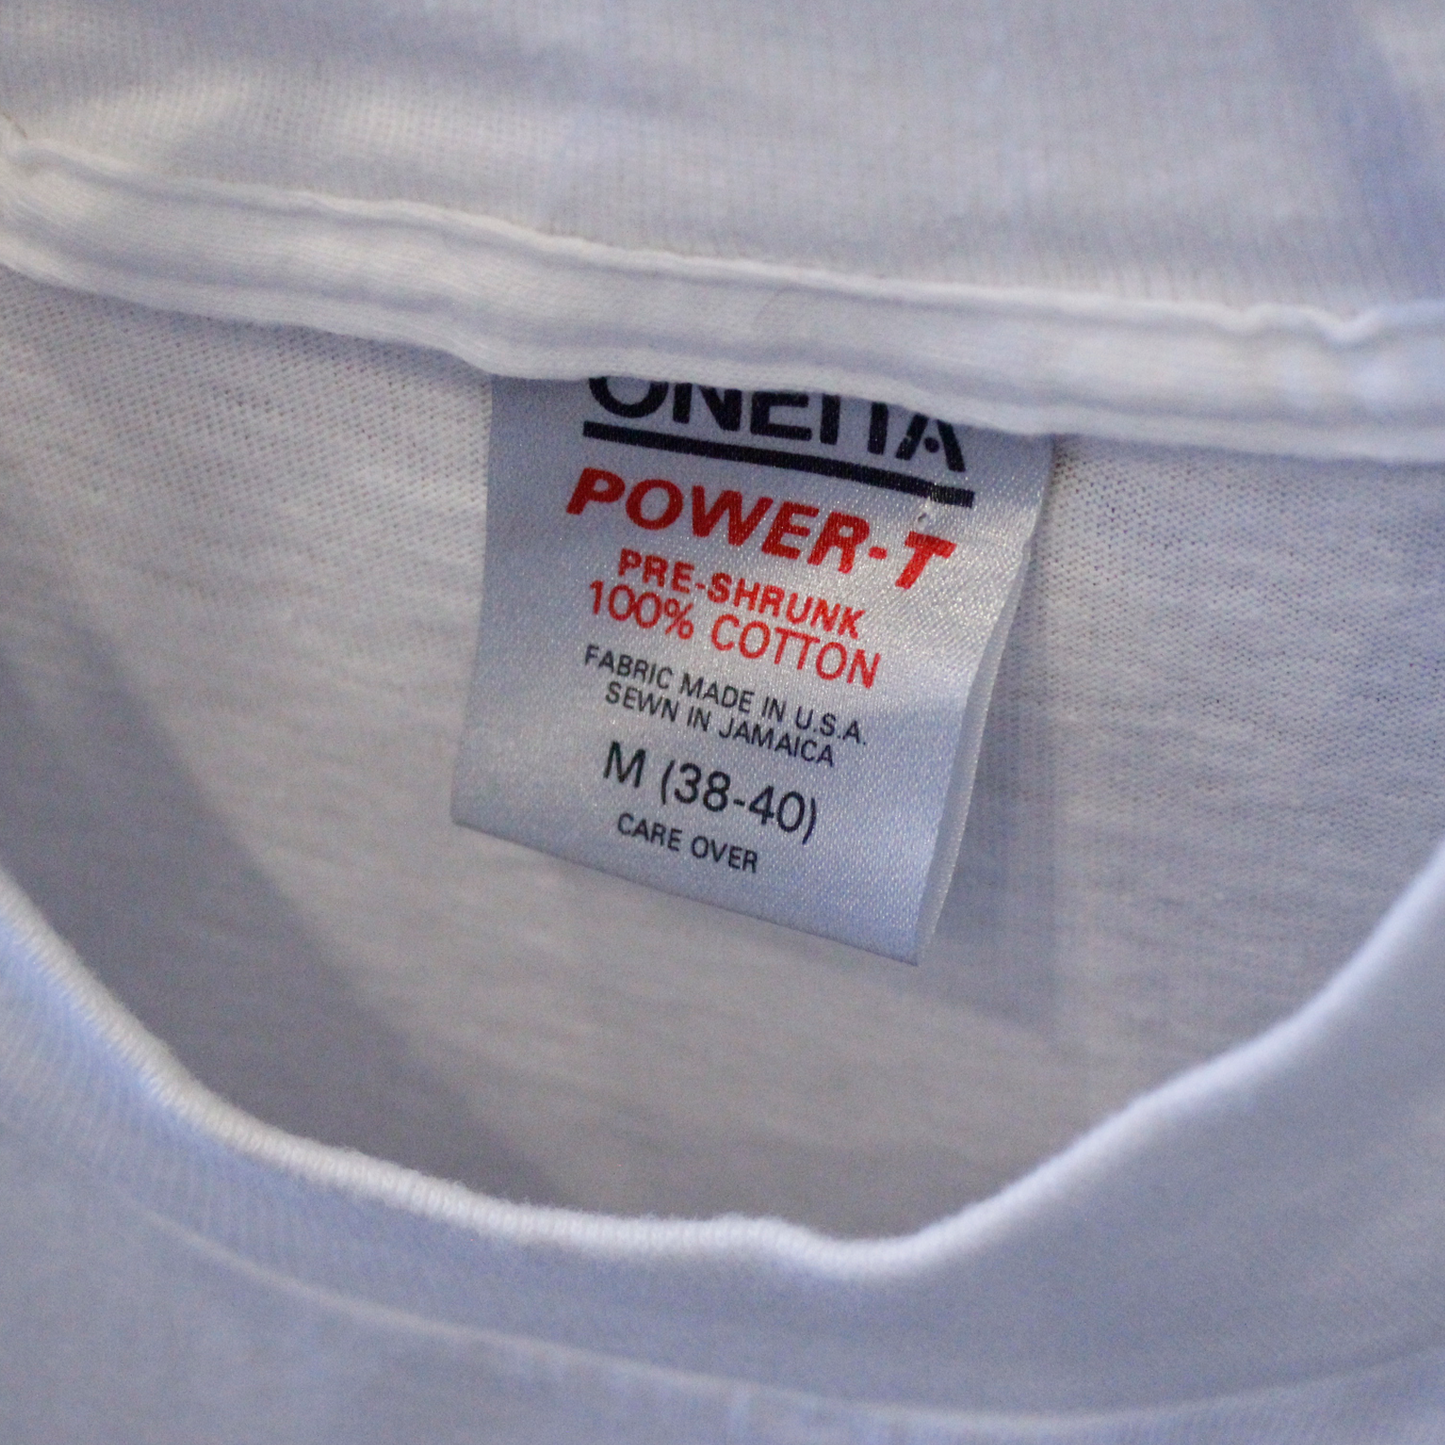 ONEITA
POWER-T
PRE-SHRUNK
100% COTTON
FABRIC MADE IN U.S.A.
SEWN IN JAMAICA
M (38-40)
CARE OVER